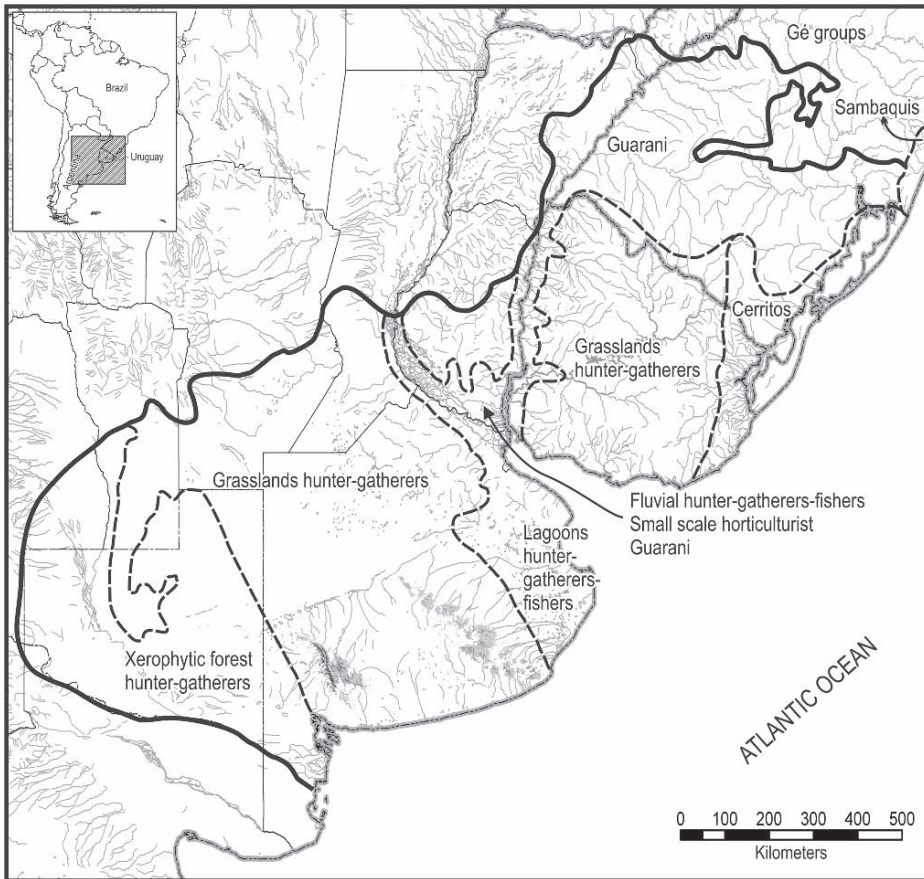 Brazil
Uruguay
Argentina
Gé groups
Sambaquis
Guarani
Cerritos
Grasslands
hunter-gatherers
Grasslands hunter-gatherers
Fluvial hunter-gatherers-fishers
Small scale horticulturist
Guarani
Lagoons
hunter-
gatherers-
fishers
Xerophytic forest
hunter-gatherers
ATLANTIC OCEAN
0 100 200 300 400 500
Kilometers